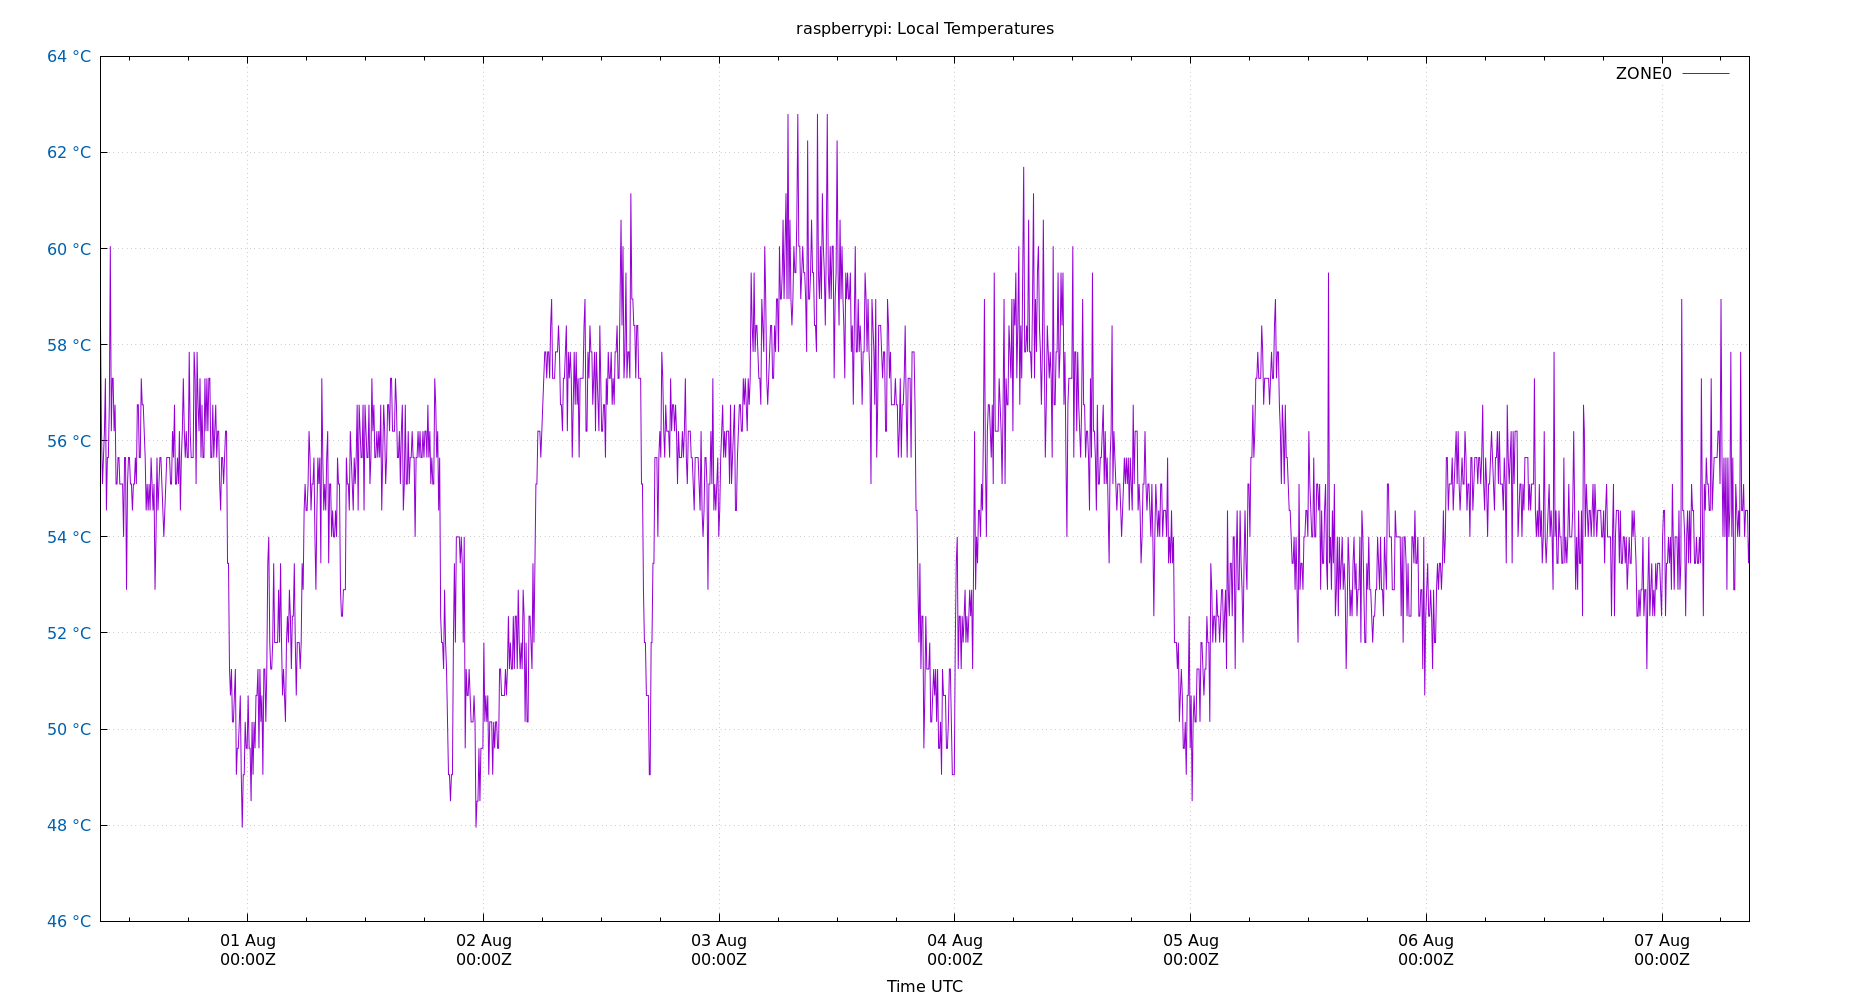 raspberrypi: Local Temperatures
64 °C
ZONE0
62 °C
60 °C
58 °C
56 °C
54 °C
52 °C
50 °C
48 °C
46 °C
01 Aug 02 Aug 03 Aug 04 Aug 05 Aug 06 Aug 07 Aug
00:00Z 00:00Z 00:00Z 00:00Z 00:00Z 00:00Z 00:00Z
Time UTC